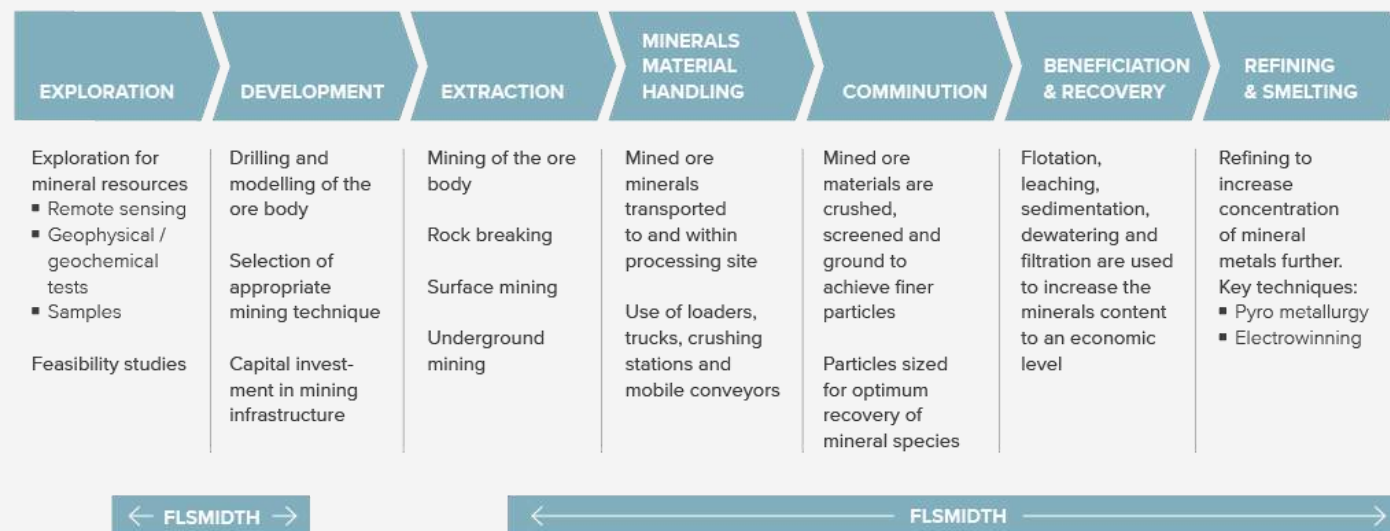 EXPLORATION
DEVELOPMENT
EXTRACTION
MINERALS
MATERIAL
HANDLING
COMMINUTION
BENEFICIATION
& RECOVERY
REFINING
& SMELTING
Exploration for
mineral resources
▪ Remote sensing
▪ Geophysical /
geochemical
tests
▪ Samples
Feasibility studies
Drilling and
modelling of the
ore body
Selection of
appropriate
mining technique
Capital invest-
ment in mining
infrastructure
Mining of the ore
body
Rock breaking
Surface mining
Underground
mining
Mined ore
minerals
transported
to and within
processing site
Use of loaders,
trucks, crushing
stations and
mobile conveyors
Mined ore
materials are
crushed,
screened and
ground to
achieve finer
particles
Particles sized
for optimum
recovery of
mineral species
Flotation,
leaching,
sedimentation,
dewatering and
filtration are used
to increase the
minerals content
to an economic
level
Refining to
increase
concentration
of mineral
metals further.
Key techniques:
▪ Pyro metallurgy
▪ Electrowinning
FLSMIDTH
FLSMIDTH